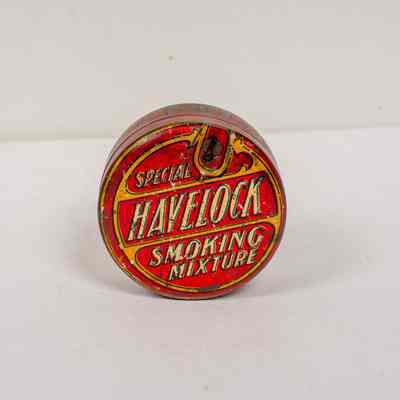 SPECIAL
HAVELOCK
SMOKING
MIXTURE